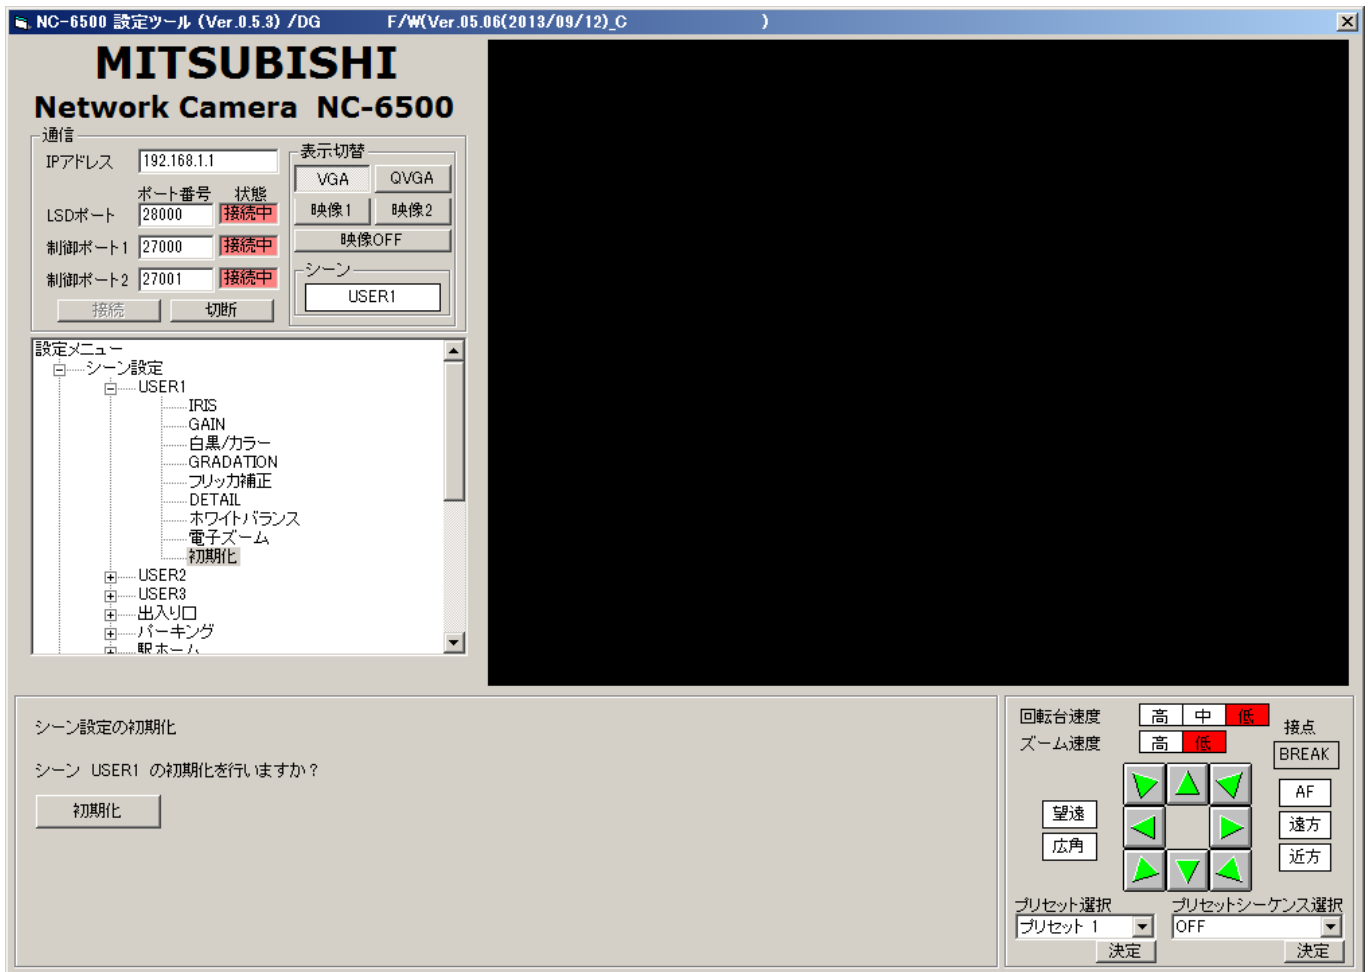 NC-6500 設定ツール (Ver.0.5.3) /DG F/W(Ver.05.06(2013/09/12)_C )
MITSUBISHI
Network Camera NC-6500
通信
IPアドレス 192.168.1.1
ポート番号 状態
LSDポート 28000 接続中
制御ポート1 27000 接続中
制御ポート2 27001 接続中
接続 切断
表示切替
VGA QVGA
映像1 映像2
映像OFF
シーン
USER1
設定メニュー
シーン設定
USER1
IRIS
GAIN
白黒/カラー
GRADATION
フリッカ補正
DETAIL
ホワイトバランス
電子ズーム
初期化
USER2
USER3
出入り口
パーキング
駅ホーム
シーン設定の初期化
シーン USER1 の初期化を行いますか？
初期化
回転台速度 高 中 低
ズーム速度 高 低
接点
BREAK
望遠
広角
AF
遠方
近方
プリセット選択 プリセットシーケンス選択
プリセット 1 OFF
決定 決定